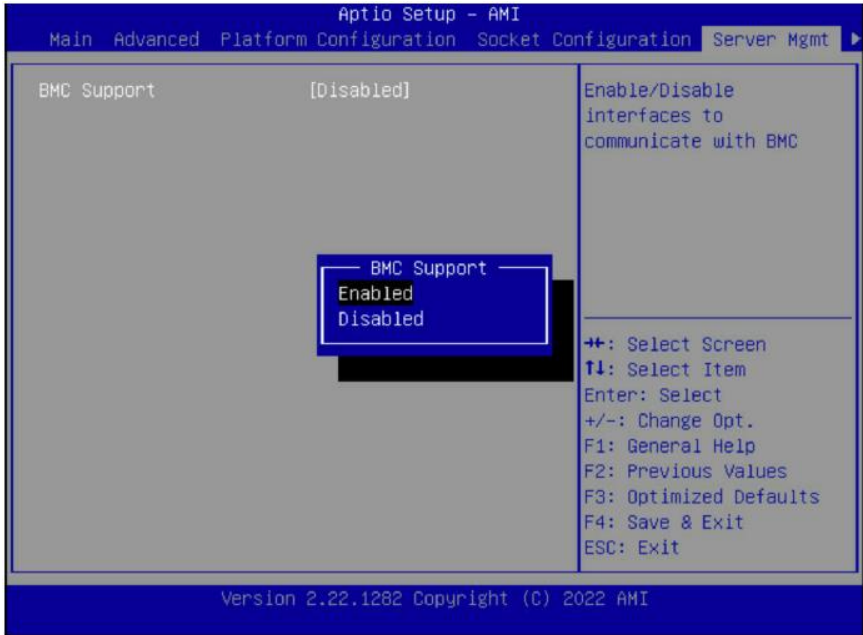 Aptio Setup – AMI
Main Advanced Platform Configuration Socket Configuration Server Mgmt ▶
BMC Support [Disabled]
Enable/Disable
interfaces to
communicate with BMC
BMC Support
Enabled
Disabled
→←: Select Screen
↑↓: Select Item
Enter: Select
+/-: Change Opt.
F1: General Help
F2: Previous Values
F3: Optimized Defaults
F4: Save & Exit
ESC: Exit
Version 2.22.1282 Copyright (C) 2022 AMI